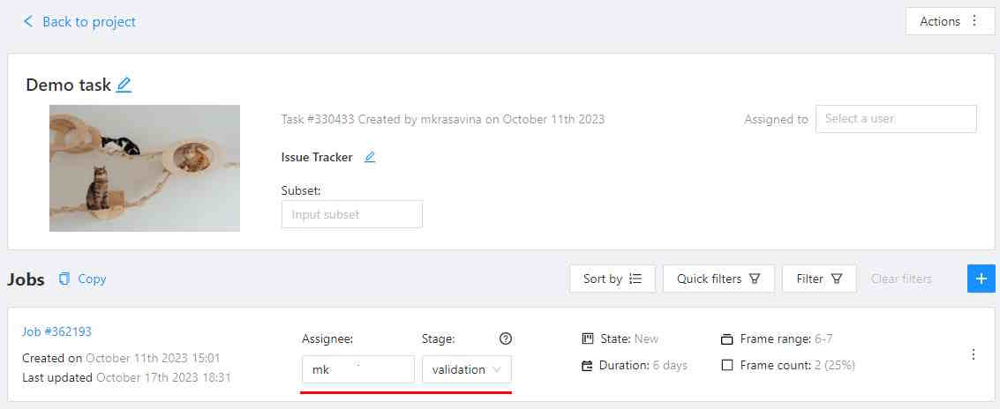 Back to project
Actions
Demo task
Task #330433 Created by mkrasavina on October 11th 2023
Assigned to Select a user
Issue Tracker
Subset:
Input subset
Jobs Copy Sort by Quick filters Filter Clear filters +
Job #362193
Created on October 11th 2023 15:01
Last updated October 17th 2023 18:31
Assignee: Stage:
mk validation
State: New Frame range: 6-7
Duration: 6 days Frame count: 2 (25%)